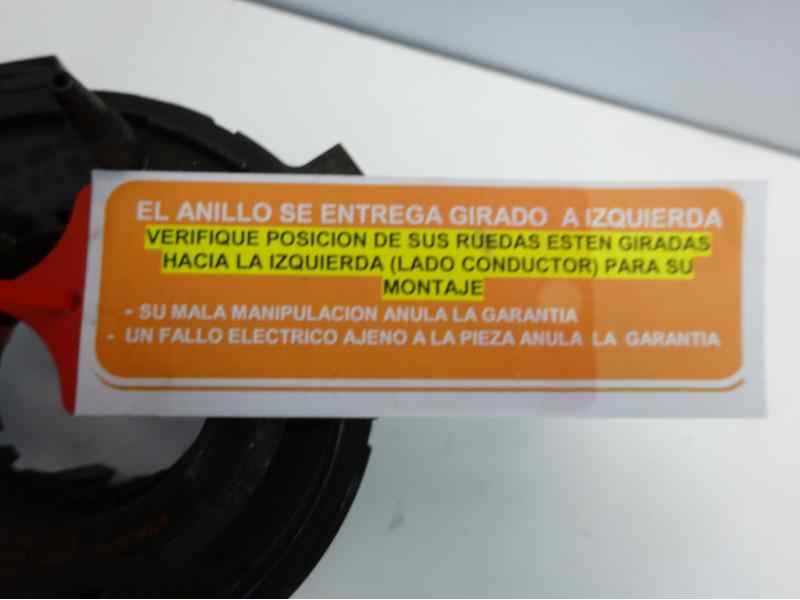 EL ANILLO SE ENTREGA GIRADO A IZQUIERDA
VERIFIQUE POSICION DE SUS RUEDAS ESTEN GIRADAS
HACIA LA IZQUIERDA (LADO CONDUCTOR) PARA SU
MONTAJE
- SU MALA MANIPULACION ANULA LA GARANTIA
- UN FALLO ELECTRICO AJENO A LA PIEZA ANULA LA GARANTIA